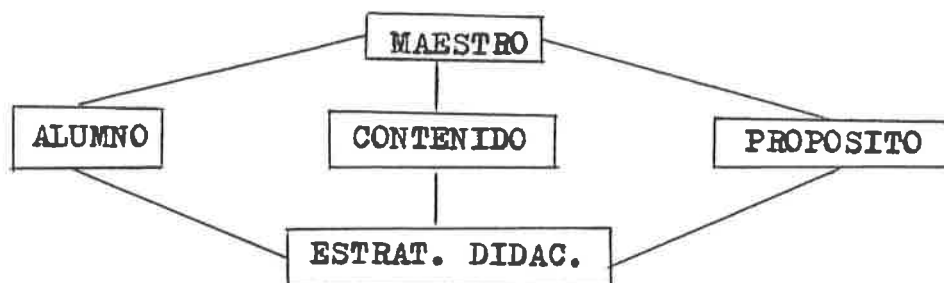 MAESTRO
ALUMNO
CONTENIDO
PROPOSITO
ESTRAT. DIDAC.